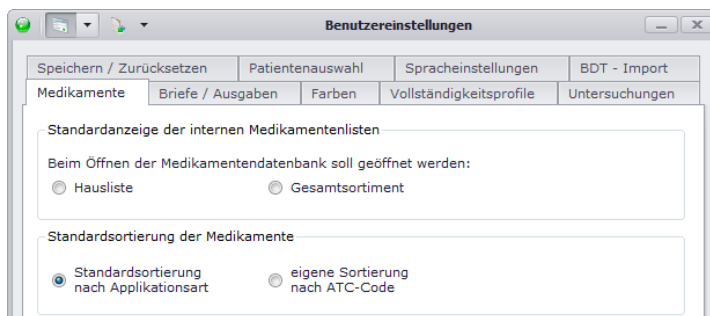 Benutzereinstellungen
Speichern / Zurücksetzen Patientenauswahl Spracheinstellungen BDT - Import
Medikamente Briefe / Ausgaben Farben Vollständigkeitsprofile Untersuchungen
Standardanzeige der internen Medikamentenlisten
Beim Öffnen der Medikamentendatenbank soll geöffnet werden:
Hausliste Gesamtsortiment
Standardsortierung der Medikamente
Standardsortierung eigene Sortierung
nach Applikationsart nach ATC-Code